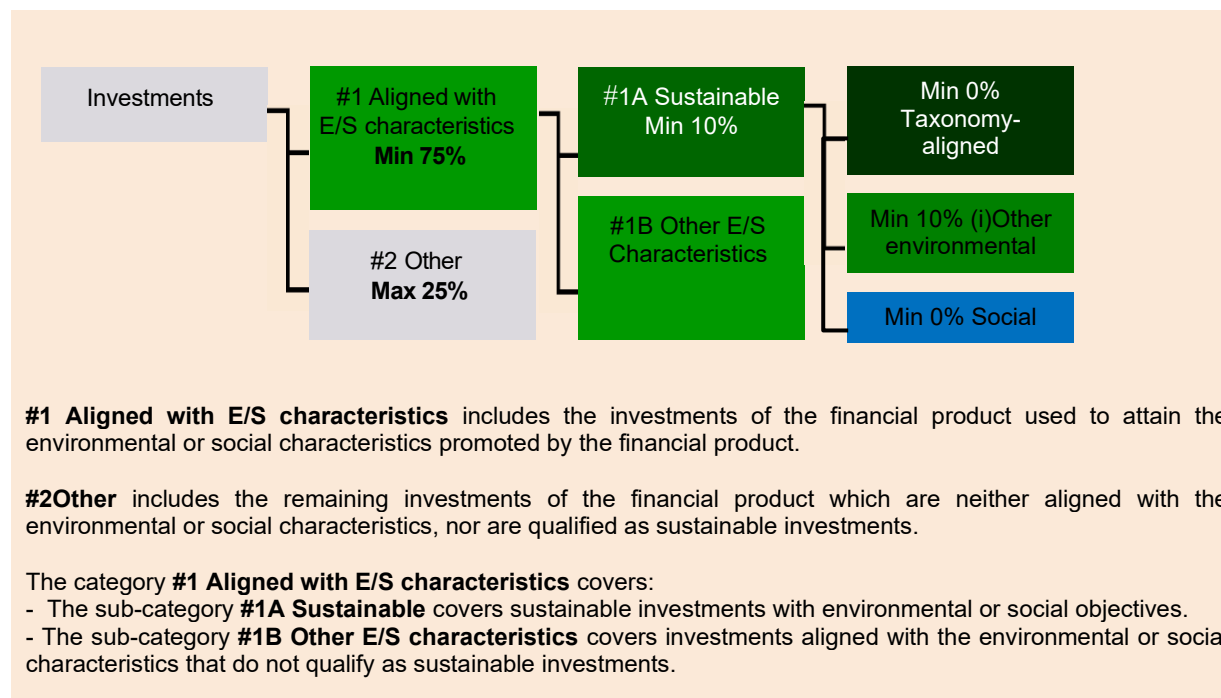 Investments
#1 Aligned with
E/S characteristics
Min 75%
#2 Other
Max 25%
#1A Sustainable
Min 10%
#1B Other E/S
Characteristics
Min 0%
Taxonomy-
aligned
Min 10% (i)Other
environmental
Min 0% Social
#1 Aligned with E/S characteristics includes the investments of the financial product used to attain the
environmental or social characteristics promoted by the financial product.
#2Other includes the remaining investments of the financial product which are neither aligned with the
environmental or social characteristics, nor are qualified as sustainable investments.
The category #1 Aligned with E/S characteristics covers:
- The sub-category #1A Sustainable covers sustainable investments with environmental or social objectives.
- The sub-category #1B Other E/S characteristics covers investments aligned with the environmental or social
characteristics that do not qualify as sustainable investments.